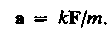 a = kF/m.